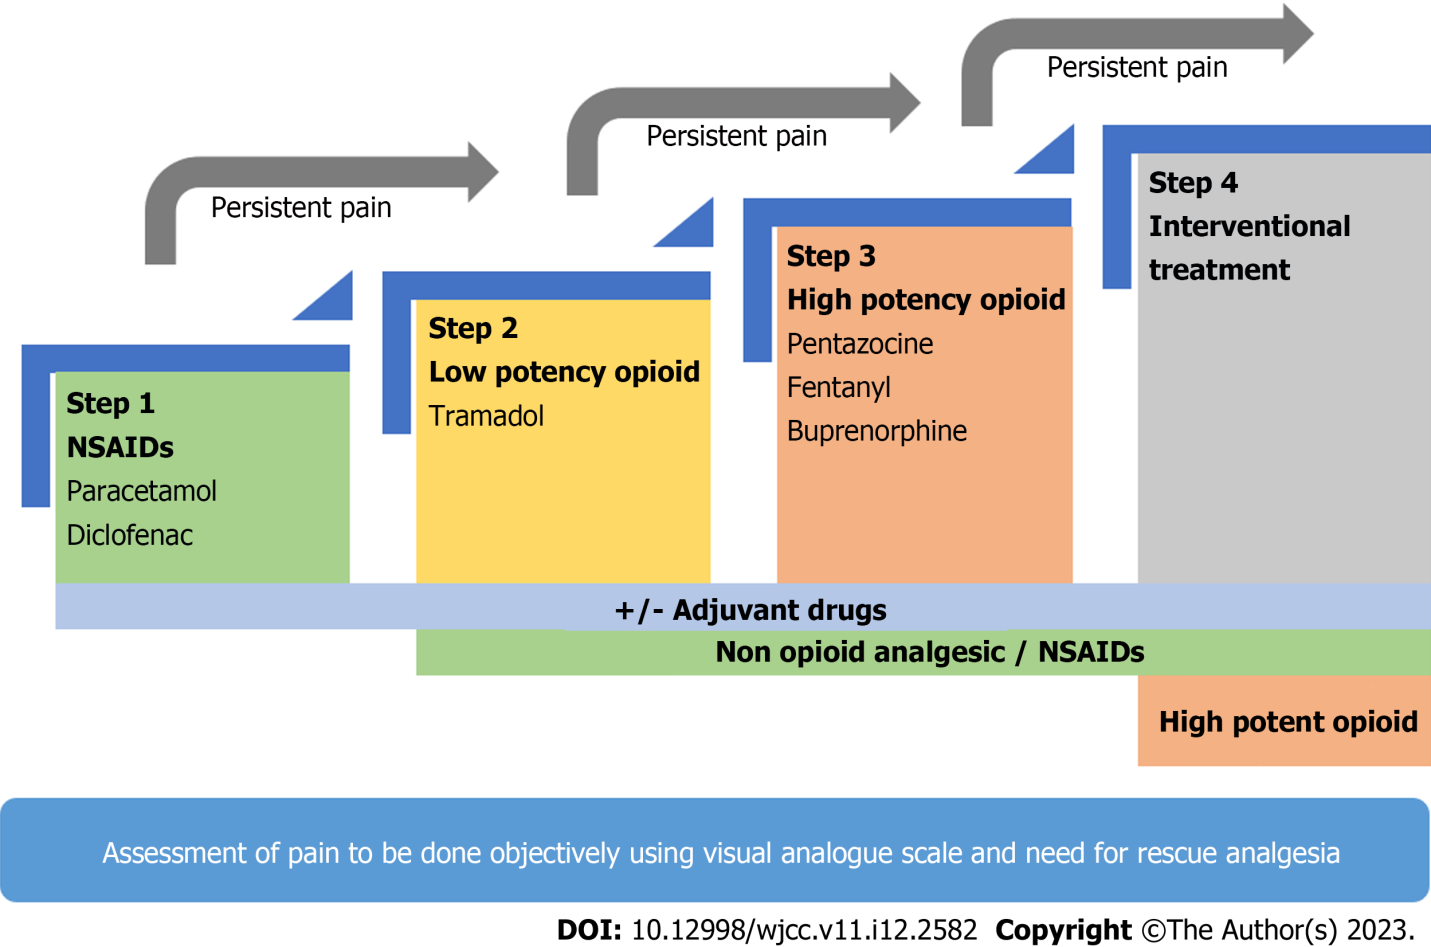 Persistent pain
Persistent pain
Persistent pain
Step 1
NSAIDs
Paracetamol
Diclofenac
Step 2
Low potency opioid
Tramadol
Step 3
High potency opioid
Pentazocine
Fentanyl
Buprenorphine
Step 4
Interventional
treatment
+/- Adjuvant drugs
Non opioid analgesic / NSAIDs
High potent opioid
Assessment of pain to be done objectively using visual analogue scale and need for rescue analgesia
DOI: 10.12998/wjcc.v11.i12.2582 Copyright ©The Author(s) 2023.